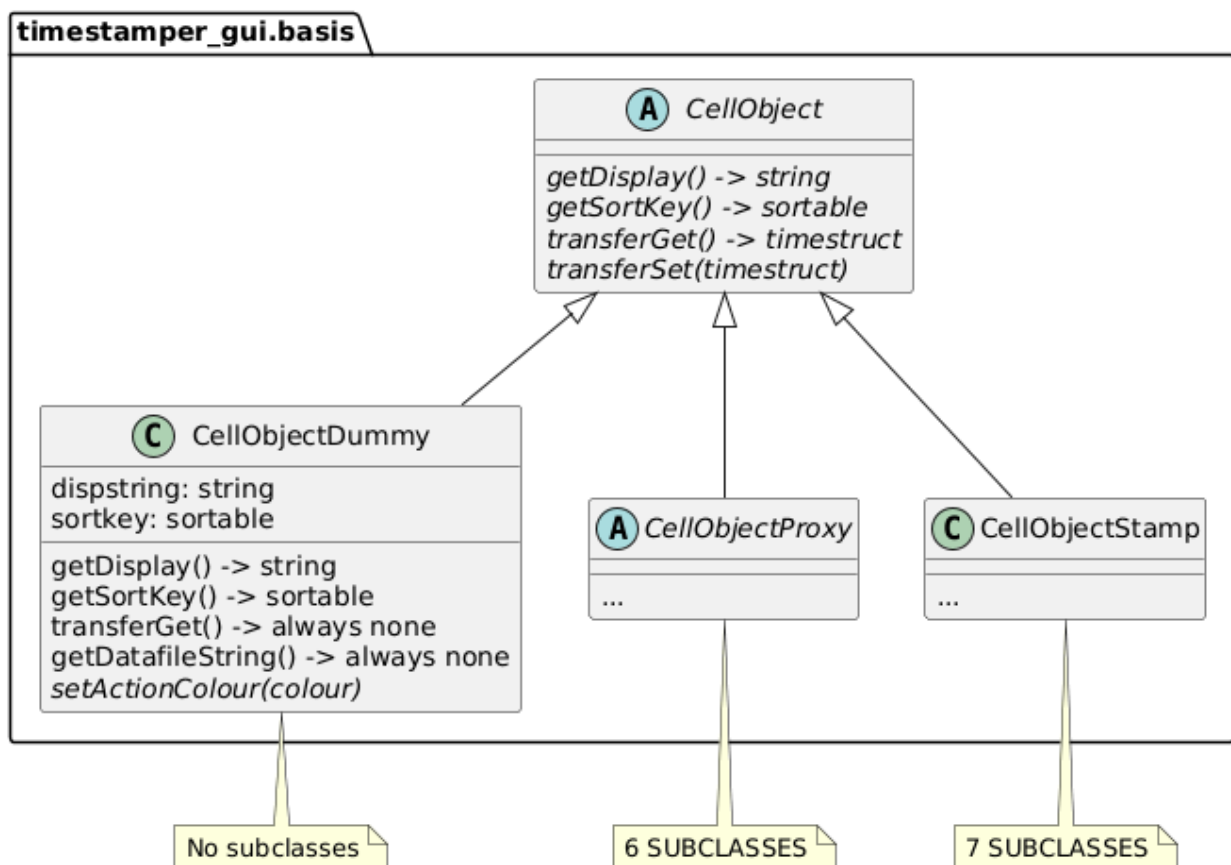 timestamper_gui.basis
A CellObject
getDisplay() -> string
getSortKey() -> sortable
transferGet() -> timestruct
transferSet(timestruct)
C CellObjectDummy
dispstring: string
sortkey: sortable
getDisplay() -> string
getSortKey() -> sortable
transferGet() -> always none
getDatafileString() -> always none
setActionColour(colour)
A CellObjectProxy
...
C CellObjectStamp
...
No subclasses
6 SUBCLASSES
7 SUBCLASSES